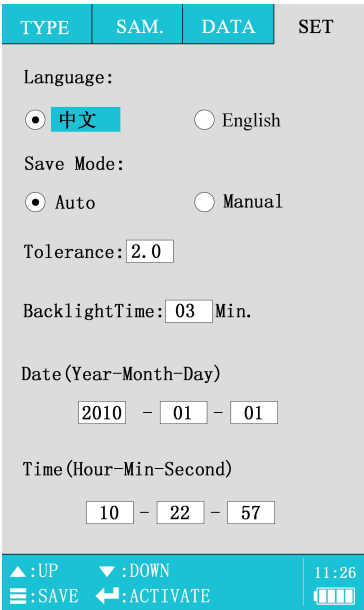 TYPE SAM. DATA SET
Language:
中文 English
Save Mode:
Auto Manual
Tolerance: 2.0
BacklightTime: 03 Min.
Date(Year-Month-Day)
2010 - 01 - 01
Time(Hour-Min-Second)
10 - 22 - 57
:UP :DOWN 11:26
:SAVE :ACTIVATE